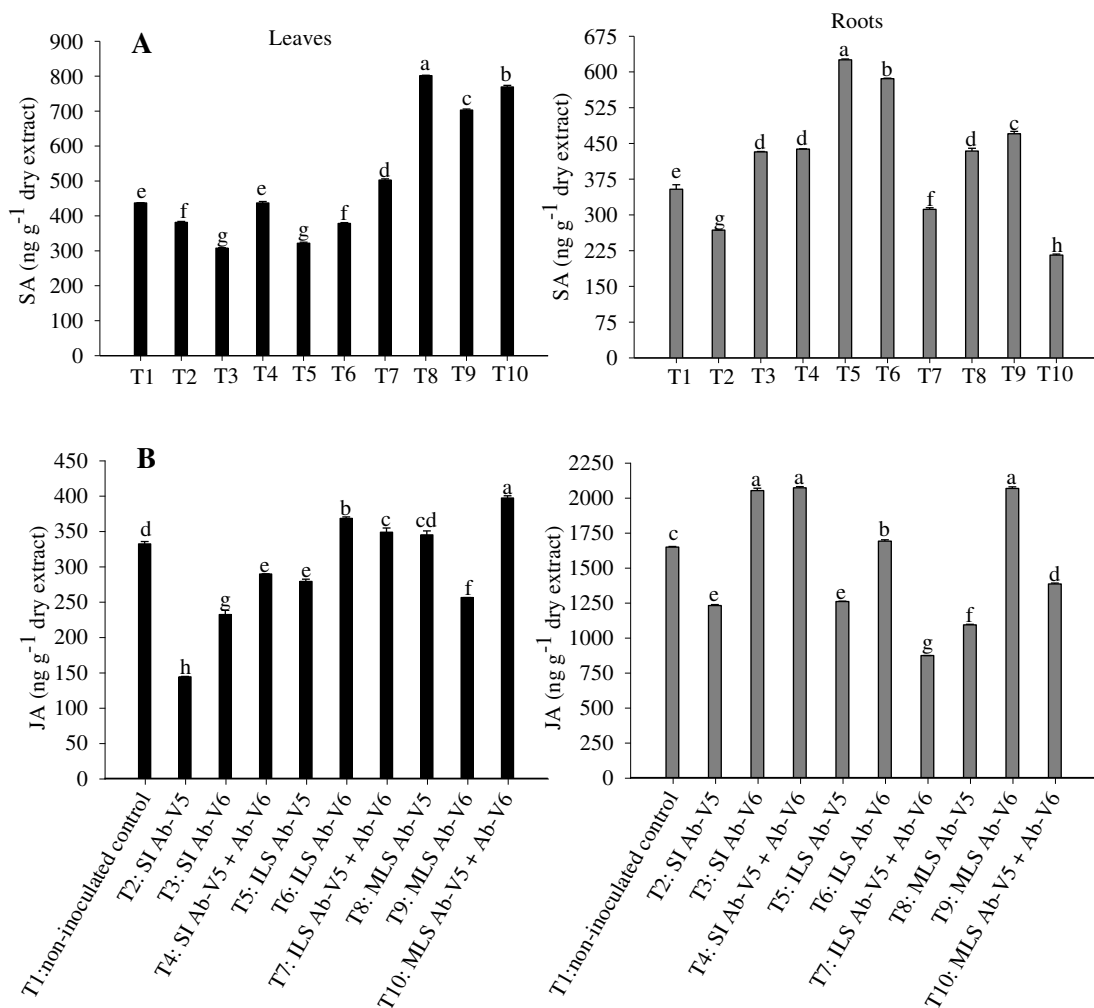 A
Leaves
SA (ng g⁻¹ dry extract)
900
800
700
600
500
400
300
200
100
0
e
f
g
e
g
f
d
a
c
b
T1 T2 T3 T4 T5 T6 T7 T8 T9 T10
Roots
SA (ng g⁻¹ dry extract)
675
600
525
450
375
300
225
150
75
0
e
g
d
d
a
b
f
d
c
h
T1 T2 T3 T4 T5 T6 T7 T8 T9 T10
B
JA (ng g⁻¹ dry extract)
450
400
350
300
250
200
150
100
50
0
d
h
g
e
e
b
c
cd
f
a
T1:non-inoculated control
T2: SI Ab-V5
T3: SI Ab-V6
T4: SI Ab-V5 + Ab-V6
T5: ILS Ab-V5
T6: ILS Ab-V6
T7: ILS Ab-V5 + Ab-V6
T8: MLS Ab-V5
T9: MLS Ab-V6
T10: MLS Ab-V5 + Ab-V6
JA (ng g⁻¹ dry extract)
2250
2000
1750
1500
1250
1000
750
500
250
0
c
e
a
a
e
b
g
f
a
d
T1:non-inoculated control
T2: SI Ab-V5
T3: SI Ab-V6
T4: SI Ab-V5 + Ab-V6
T5: ILS Ab-V5
T6: ILS Ab-V6
T7: ILS Ab-V5 + Ab-V6
T8: MLS Ab-V5
T9: MLS Ab-V6
T10: MLS Ab-V5 + Ab-V6